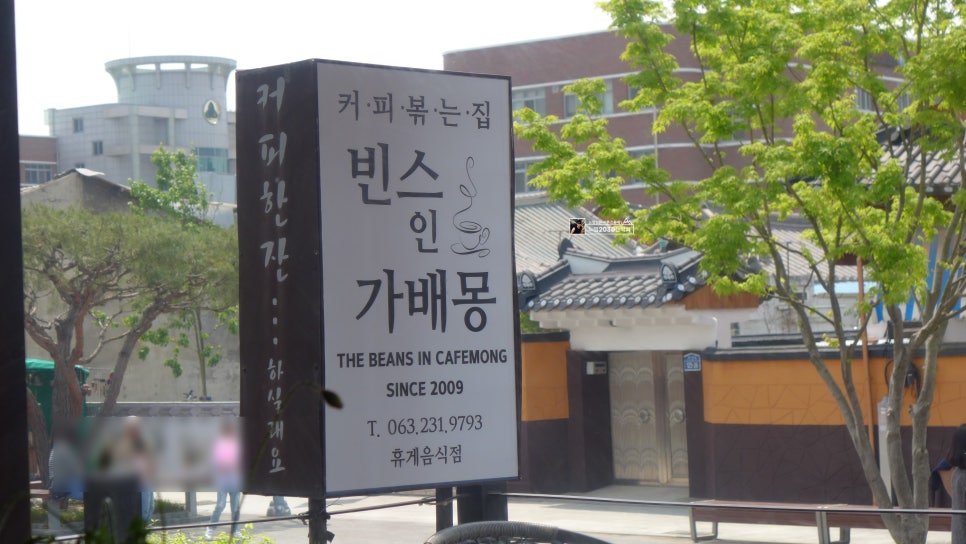 커피한잔...하실래요
커·피·볶·는·집
빈스
인
가배몽
THE BEANS IN CAFEMONG
SINCE 2009
T. 063.231.9793
휴게음식점